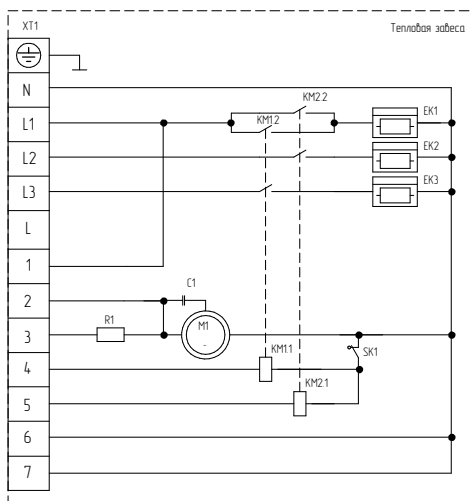 XT1
Тепловая завеса
N
KM2.2
L1
KM1.2
EK1
L2
EK2
L3
EK3
L
1
C1
2
R1
M1
~
3
KM1.1
SK1
4
KM2.1
5
6
7